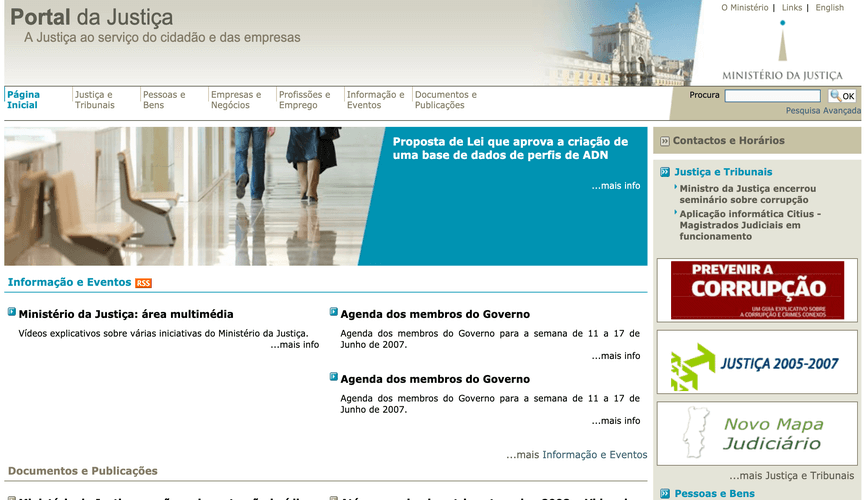 Portal da Justiça
A Justiça ao serviço do cidadão e das empresas
O Ministério | Links | English
MINISTÉRIO DA JUSTIÇA
Página
Inicial
Justiça e
Tribunais
Pessoas e
Bens
Empresas e
Negócios
Profissões e
Emprego
Informação e
Eventos
Documentos e
Publicações
Procura
OK
Pesquisa Avançada
Proposta de Lei que aprova a criação de
uma base de dados de perfis de ADN
...mais info
Informação e Eventos RSS
Ministério da Justiça: área multimédia
Vídeos explicativos sobre várias iniciativas do Ministério da Justiça.
...mais info
Agenda dos membros do Governo
Agenda dos membros do Governo para a semana de 11 a 17 de
Junho de 2007.
...mais info
Agenda dos membros do Governo
Agenda dos membros do Governo para a semana de 11 a 17 de
Junho de 2007.
...mais info
...mais Informação e Eventos
Documentos e Publicações
Contactos e Horários
Justiça e Tribunais
Ministro da Justiça encerrou
seminário sobre corrupção
Aplicação informática Citius -
Magistrados Judiciais em
funcionamento
PREVENIR A
CORRUPÇÃO
UM GUIA EXPLICATIVO SOBRE
A CORRUPÇÃO E CRIMES CONEXOS
JUSTIÇA 2005-2007
Novo Mapa
Judiciário
...mais Justiça e Tribunais
Pessoas e Bens